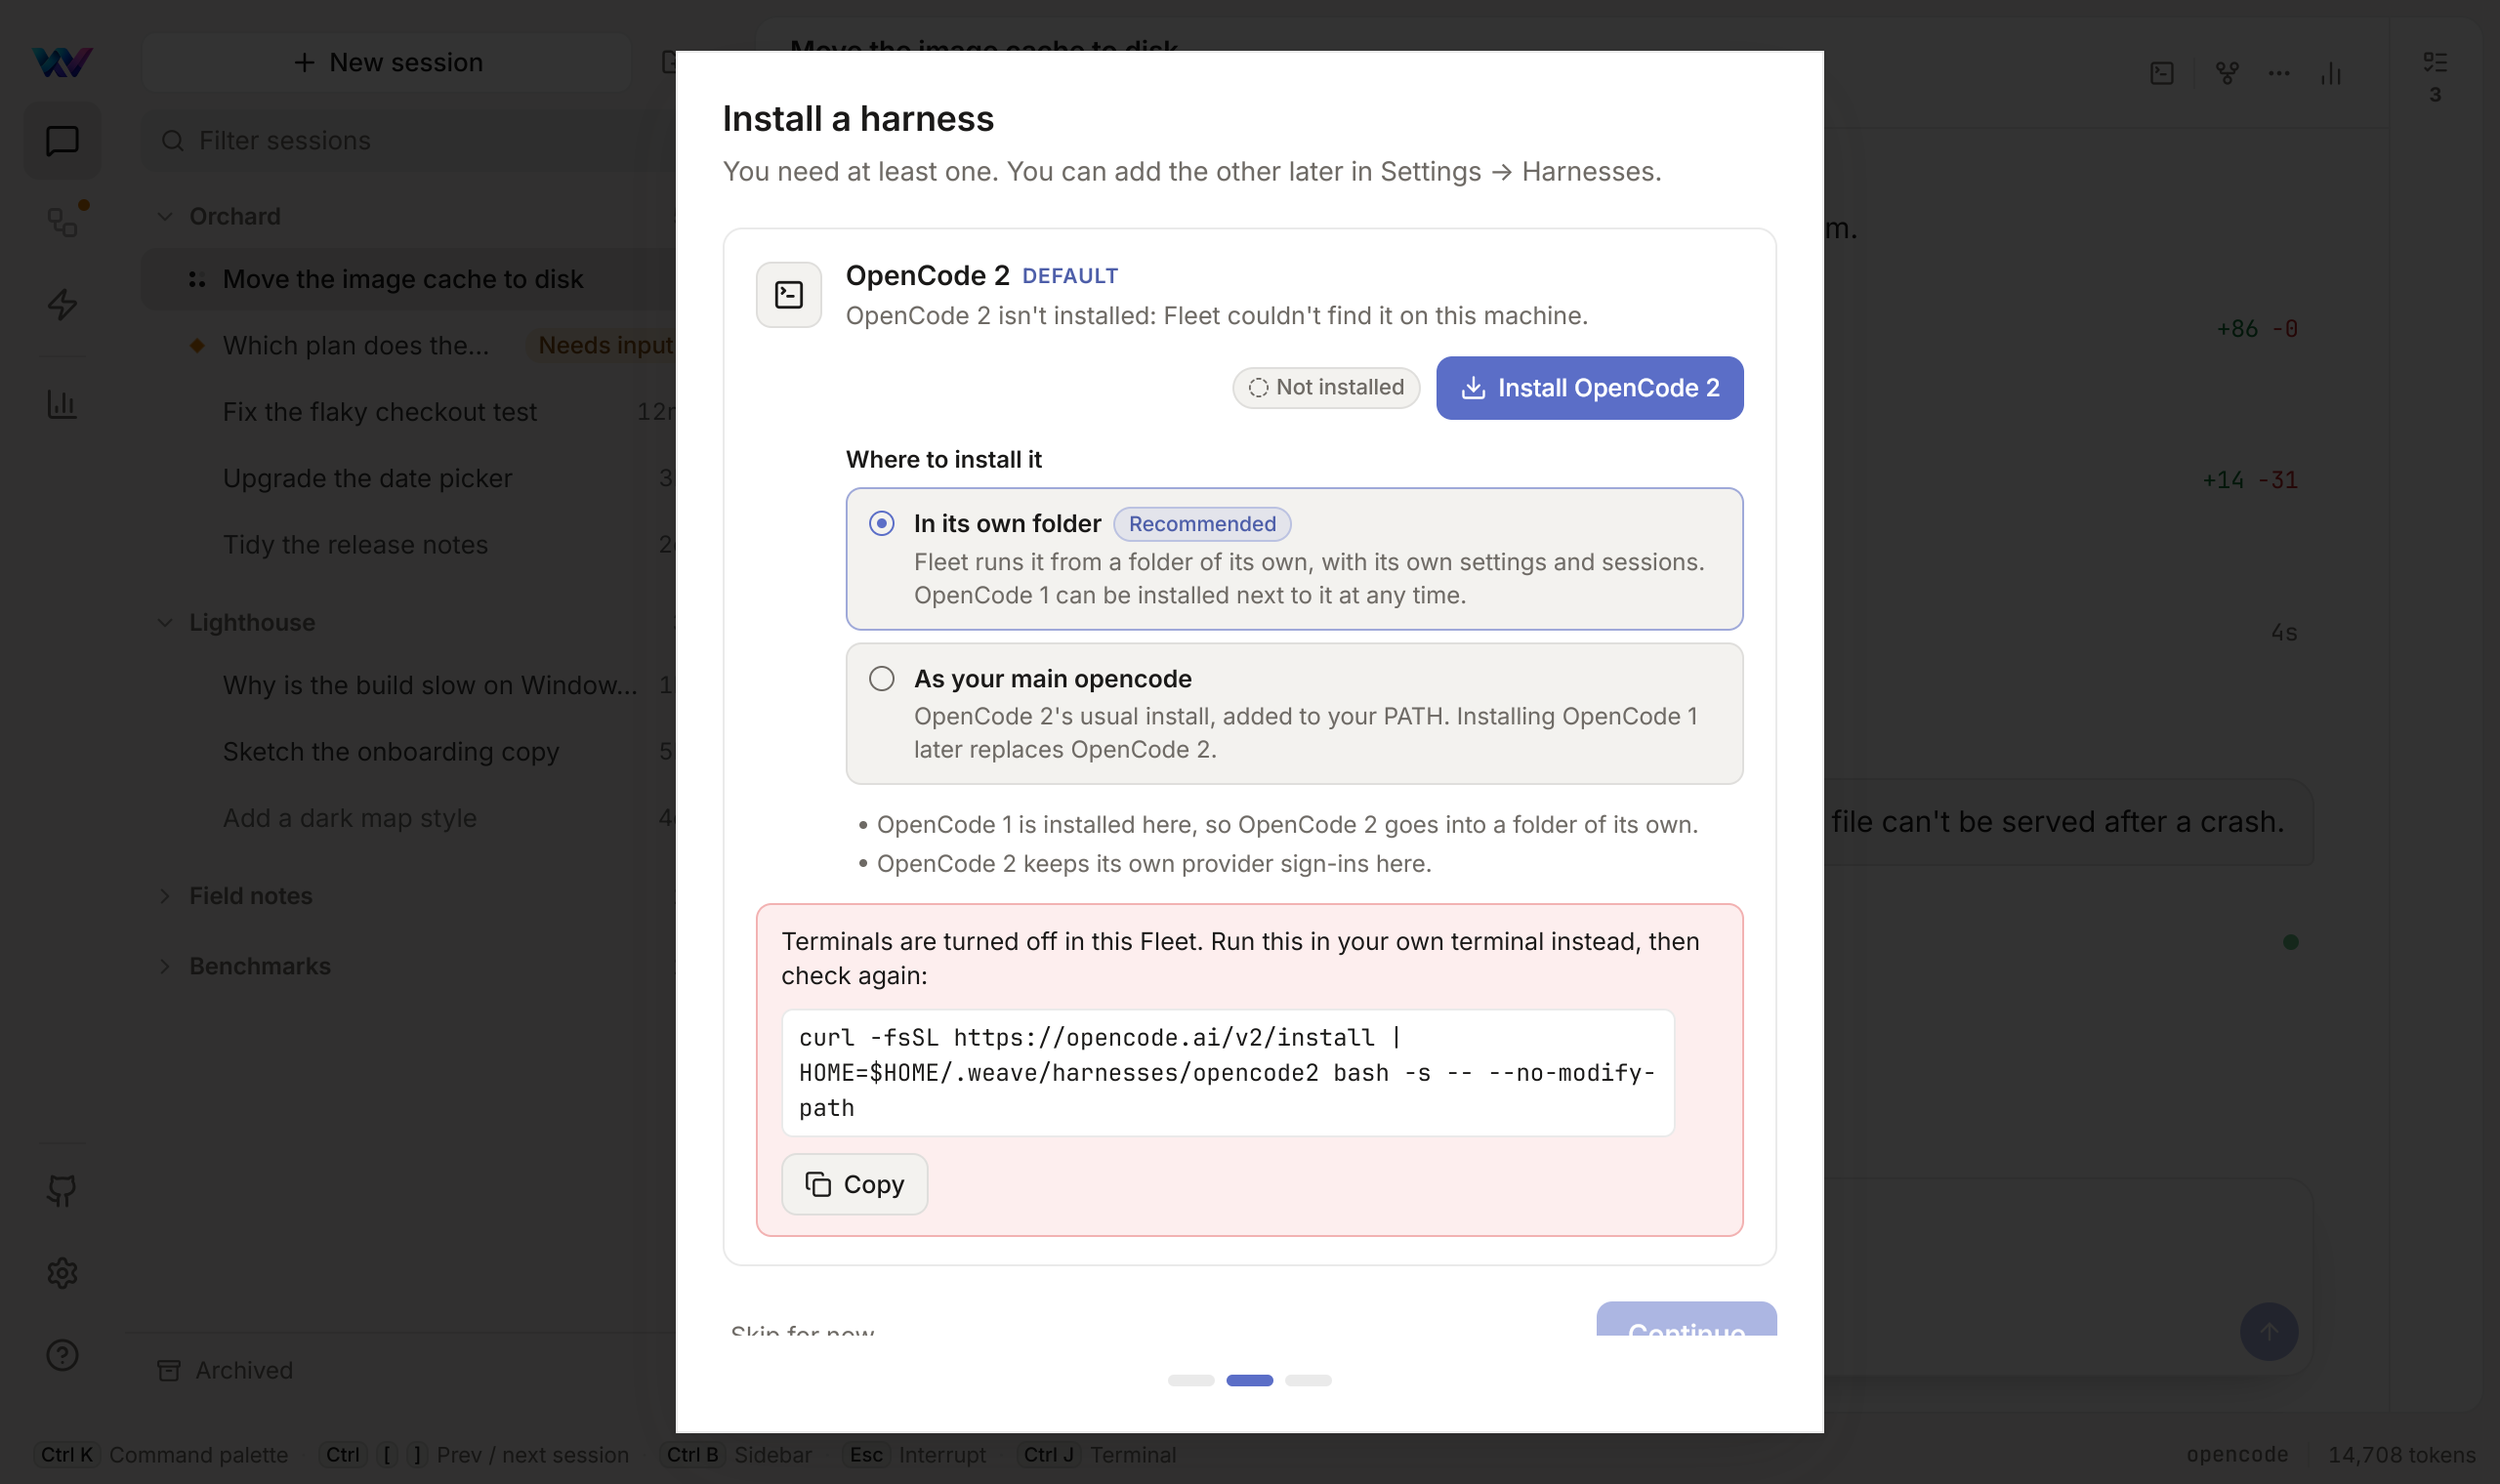 New session
Filter sessions
Orchard
Move the image cache to disk
Which plan does the...
Needs input
Fix the flaky checkout test
Upgrade the date picker
Tidy the release notes
Lighthouse
Why is the build slow on Window...
Sketch the onboarding copy
Add a dark map style
Field notes
Benchmarks
Archived
Move the image cache to disk
3
Install a harness
You need at least one. You can add the other later in Settings → Harnesses.
OpenCode 2 DEFAULT
OpenCode 2 isn't installed: Fleet couldn't find it on this machine.
Not installed
Install OpenCode 2
Where to install it
In its own folder Recommended
Fleet runs it from a folder of its own, with its own settings and sessions.
OpenCode 1 can be installed next to it at any time.
As your main opencode
OpenCode 2's usual install, added to your PATH. Installing OpenCode 1
later replaces OpenCode 2.
• OpenCode 1 is installed here, so OpenCode 2 goes into a folder of its own.
• OpenCode 2 keeps its own provider sign-ins here.
Terminals are turned off in this Fleet. Run this in your own terminal instead, then
check again:
curl -fsSL https://opencode.ai/v2/install |
HOME=$HOME/.weave/harnesses/opencode2 bash -s -- --no-modify-
path
Copy
Skip for now
Continue
+86 -0
+14 -31
4s
file can't be served after a crash.
Ctrl K Command palette
Ctrl [ ] Prev / next session
Ctrl B Sidebar
Esc Interrupt
Ctrl J Terminal
opencode
14,708 tokens